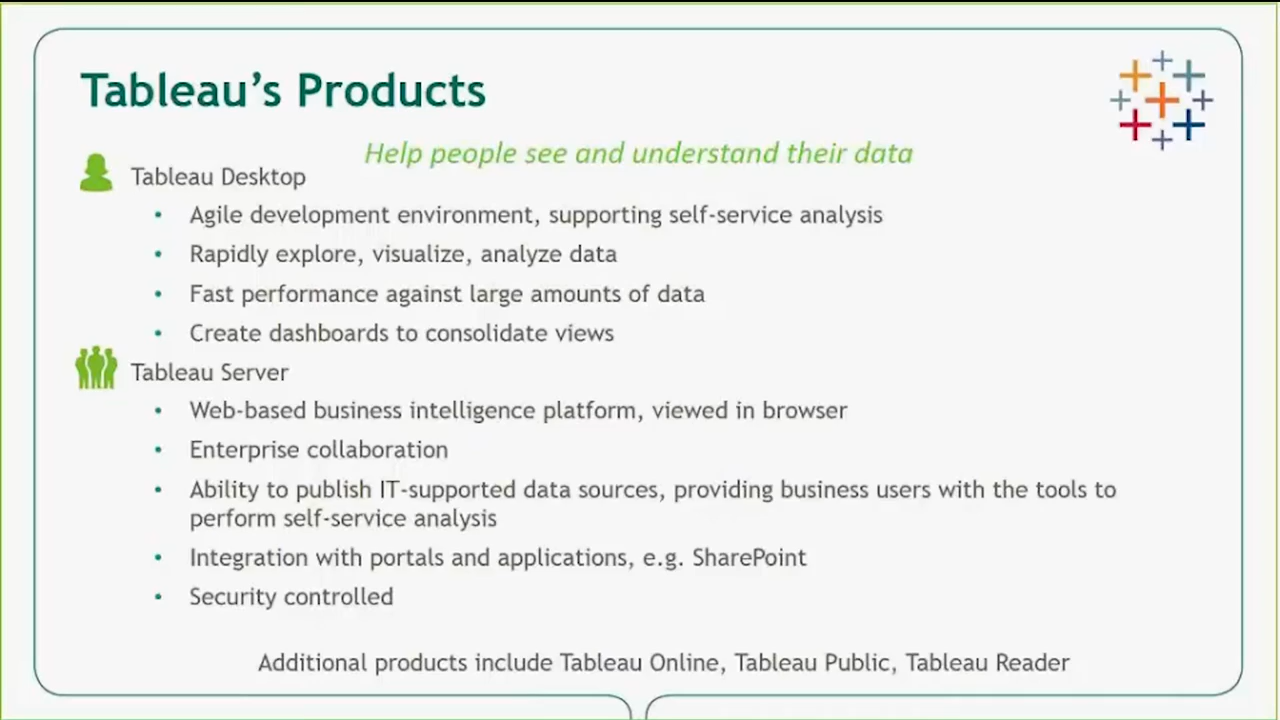 Tableau's Products
Help people see and understand their data
Tableau Desktop
• Agile development environment, supporting self-service analysis
• Rapidly explore, visualize, analyze data
• Fast performance against large amounts of data
• Create dashboards to consolidate views
Tableau Server
• Web-based business intelligence platform, viewed in browser
• Enterprise collaboration
• Ability to publish IT-supported data sources, providing business users with the tools to
perform self-service analysis
• Integration with portals and applications, e.g. SharePoint
• Security controlled
Additional products include Tableau Online, Tableau Public, Tableau Reader